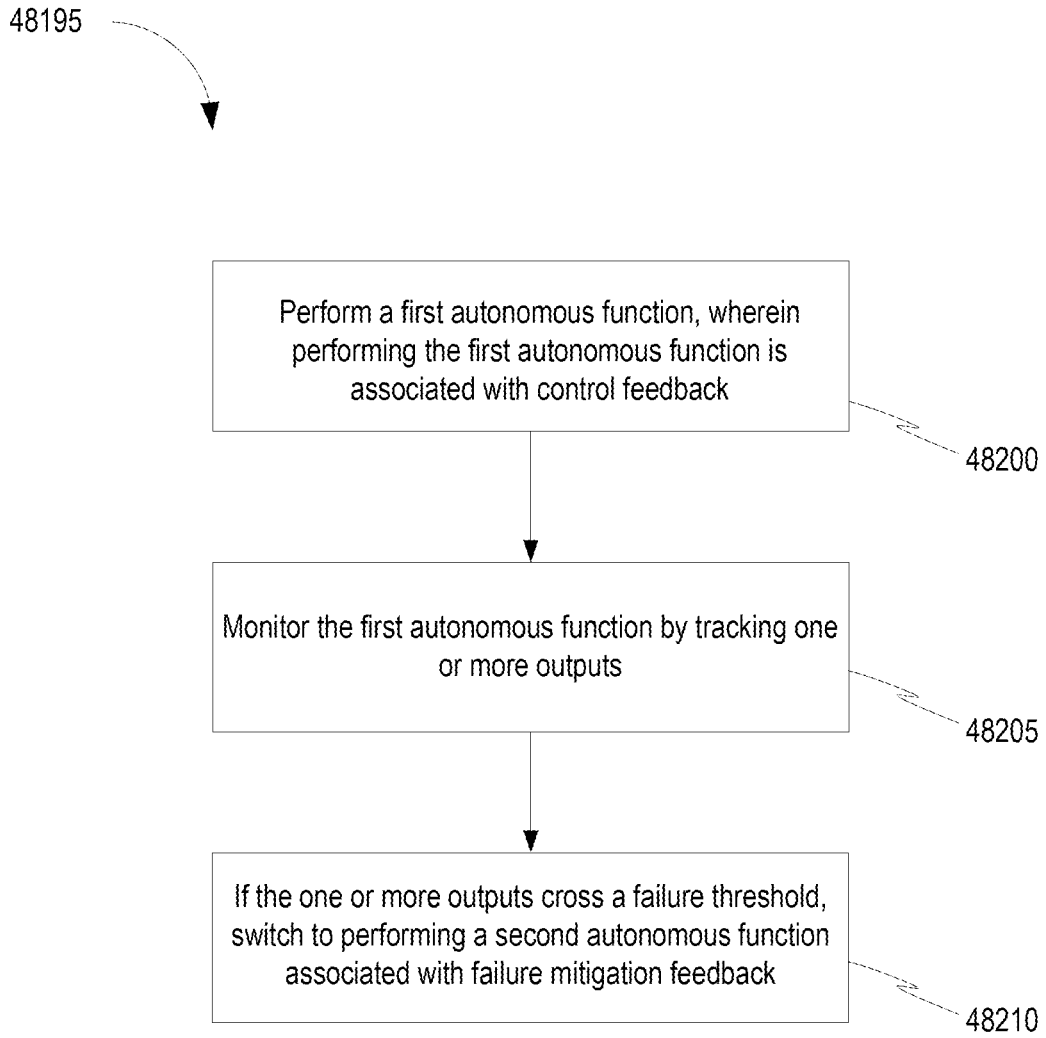 48195
Perform a first autonomous function, wherein
performing the first autonomous function is
associated with control feedback
48200
Monitor the first autonomous function by tracking one
or more outputs
48205
If the one or more outputs cross a failure threshold,
switch to performing a second autonomous function
associated with failure mitigation feedback
48210